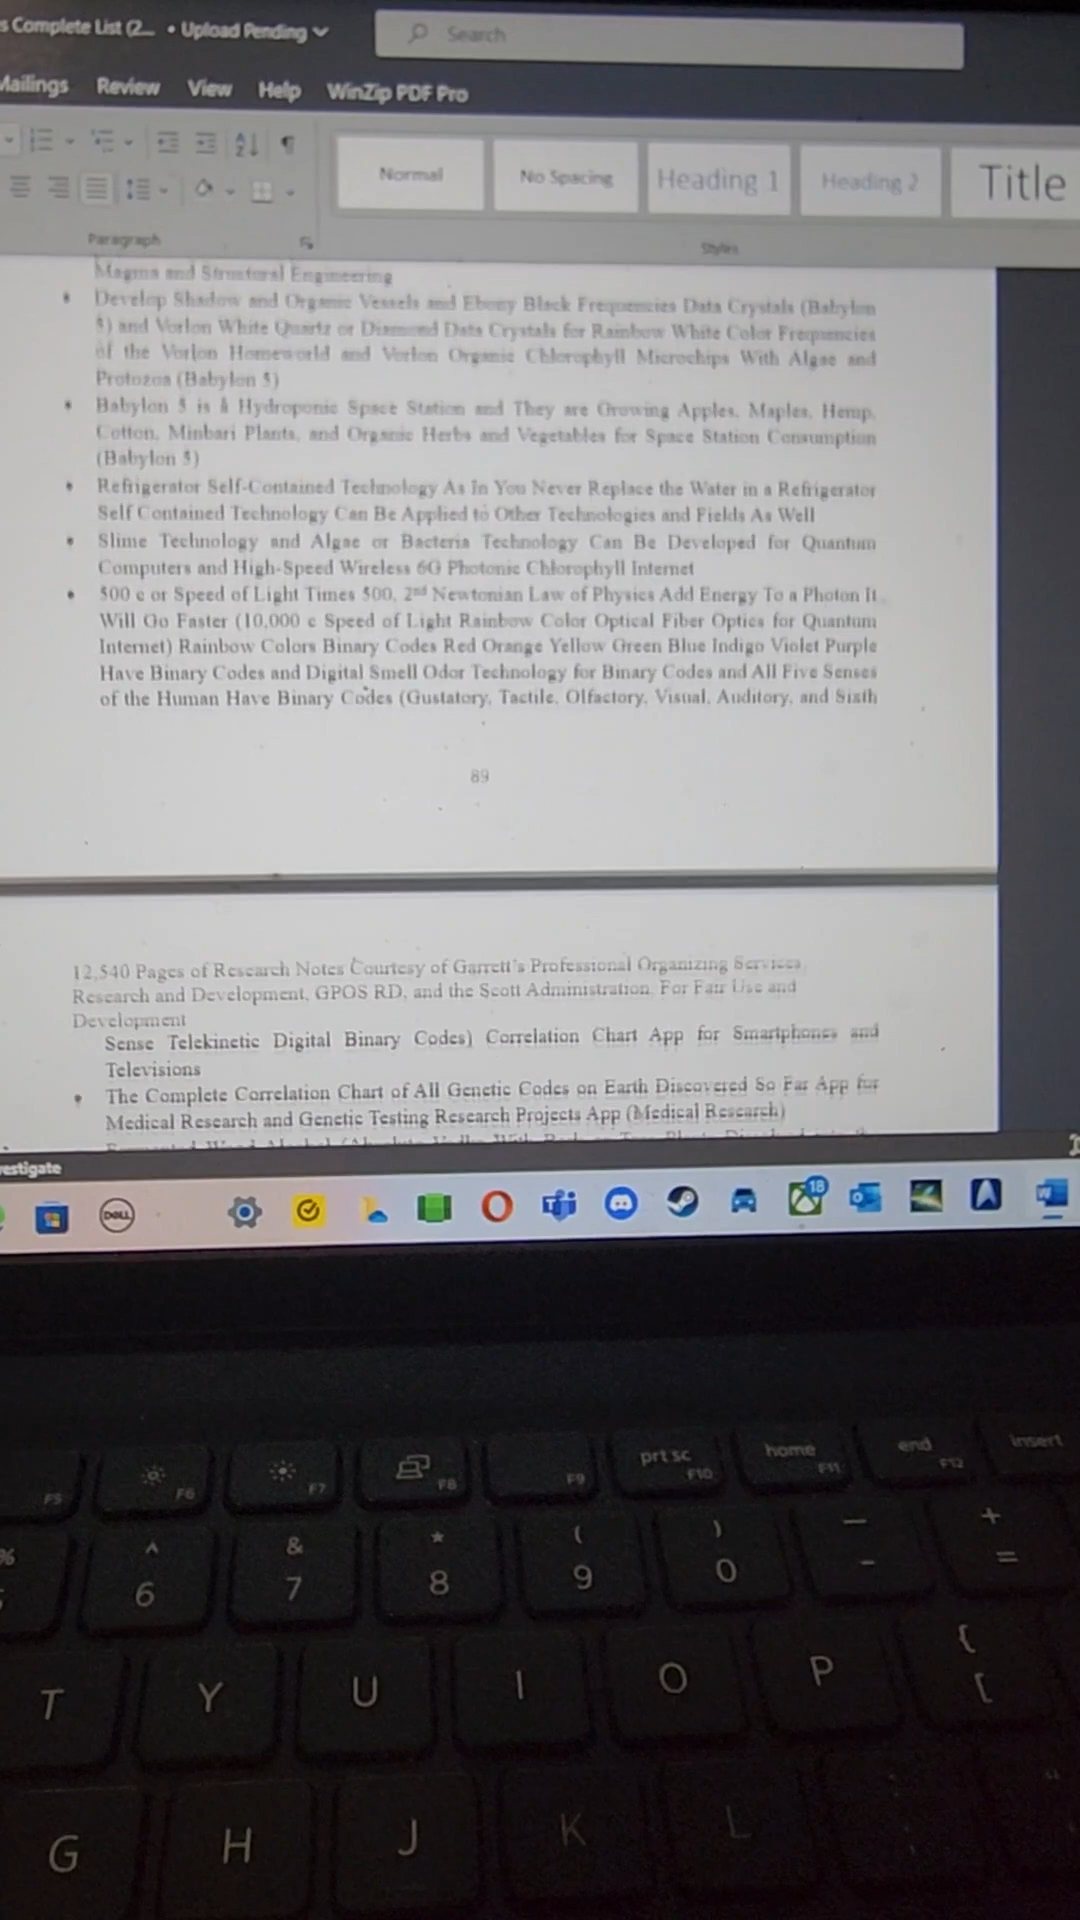 s Complete List (2... • Upload Pending
Search
Mailings Review View Help WinZip PDF Pro
Normal No Spacing Heading 1 Heading 2 Title
Paragraph Styles
Magma and Structural Engineering
• Develop Shadow and Organic Vessels and Ebony Black Frequencies Data Crystals (Babylon
5) and Vorlon White Quartz or Diamond Data Crystals for Rainbow White Color Frequencies
of the Vorlon Homeworld and Vorlon Organic Chlorophyll Microchips With Algae and
Protozoa (Babylon 5)
• Babylon 5 is A Hydroponic Space Station and They are Growing Apples, Maples, Hemp,
Cotton, Minbari Plants, and Organic Herbs and Vegetables for Space Station Consumption
(Babylon 5)
• Refrigerator Self-Contained Technology As In You Never Replace the Water in a Refrigerator
Self Contained Technology Can Be Applied to Other Technologies and Fields As Well
• Slime Technology and Algae or Bacteria Technology Can Be Developed for Quantum
Computers and High-Speed Wireless 6G Photonic Chlorophyll Internet
• 500 c or Speed of Light Times 500, 2nd Newtonian Law of Physics Add Energy To a Photon It
Will Go Faster (10,000 c Speed of Light Rainbow Color Optical Fiber Optics for Quantum
Internet) Rainbow Colors Binary Codes Red Orange Yellow Green Blue Indigo Violet Purple
Have Binary Codes and Digital Smell Odor Technology for Binary Codes and All Five Senses
of the Human Have Binary Codes (Gustatory, Tactile, Olfactory, Visual, Auditory, and Sixth
89
12,540 Pages of Research Notes Courtesy of Garrett's Professional Organizing Services
Research and Development, GPOS RD, and the Scott Administration. For Fair Use and
Development
Sense Telekinetic Digital Binary Codes) Correlation Chart App for Smartphones and
Televisions
• The Complete Correlation Chart of All Genetic Codes on Earth Discovered So Far App for
Medical Research and Genetic Testing Research Projects App (Medical Research)
vestigate
DELL 18
F5 F6 F7 F8 F9 prt sc F10 home F11 end F12 insert
% ^ 6 & 7 * 8 ( 9 ) 0 — - + =
T Y U I O P { [
G H J K L